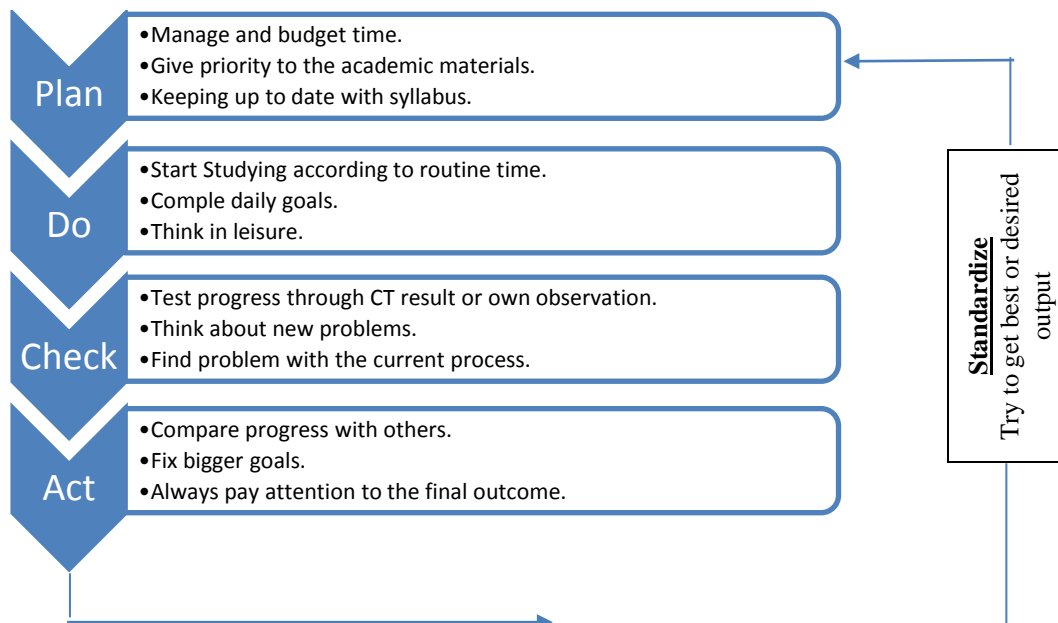 Plan
•Manage and budget time.
•Give priority to the academic materials.
•Keeping up to date with syllabus.
Do
•Start Studying according to routine time.
•Comple daily goals.
•Think in leisure.
Check
•Test progress through CT result or own observation.
•Think about new problems.
•Find problem with the current process.
Act
•Compare progress with others.
•Fix bigger goals.
•Always pay attention to the final outcome.
Standardize
Try to get best or desired
output